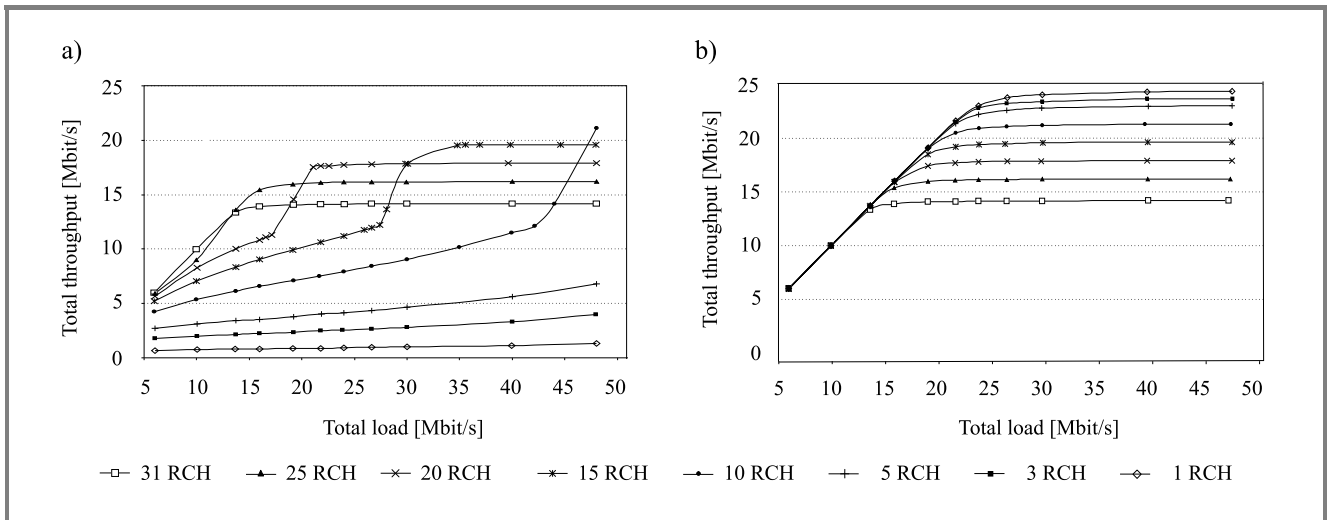 a)
25
20
15
10
5
0
Total throughput [Mbit/s]
5 10 15 20 25 30 35 40 45 50
Total load [Mbit/s]
b)
25
20
15
10
5
0
Total throughput [Mbit/s]
5 10 15 20 25 30 35 40 45 50
Total load [Mbit/s]
31 RCH 25 RCH 20 RCH 15 RCH 10 RCH 5 RCH 3 RCH 1 RCH